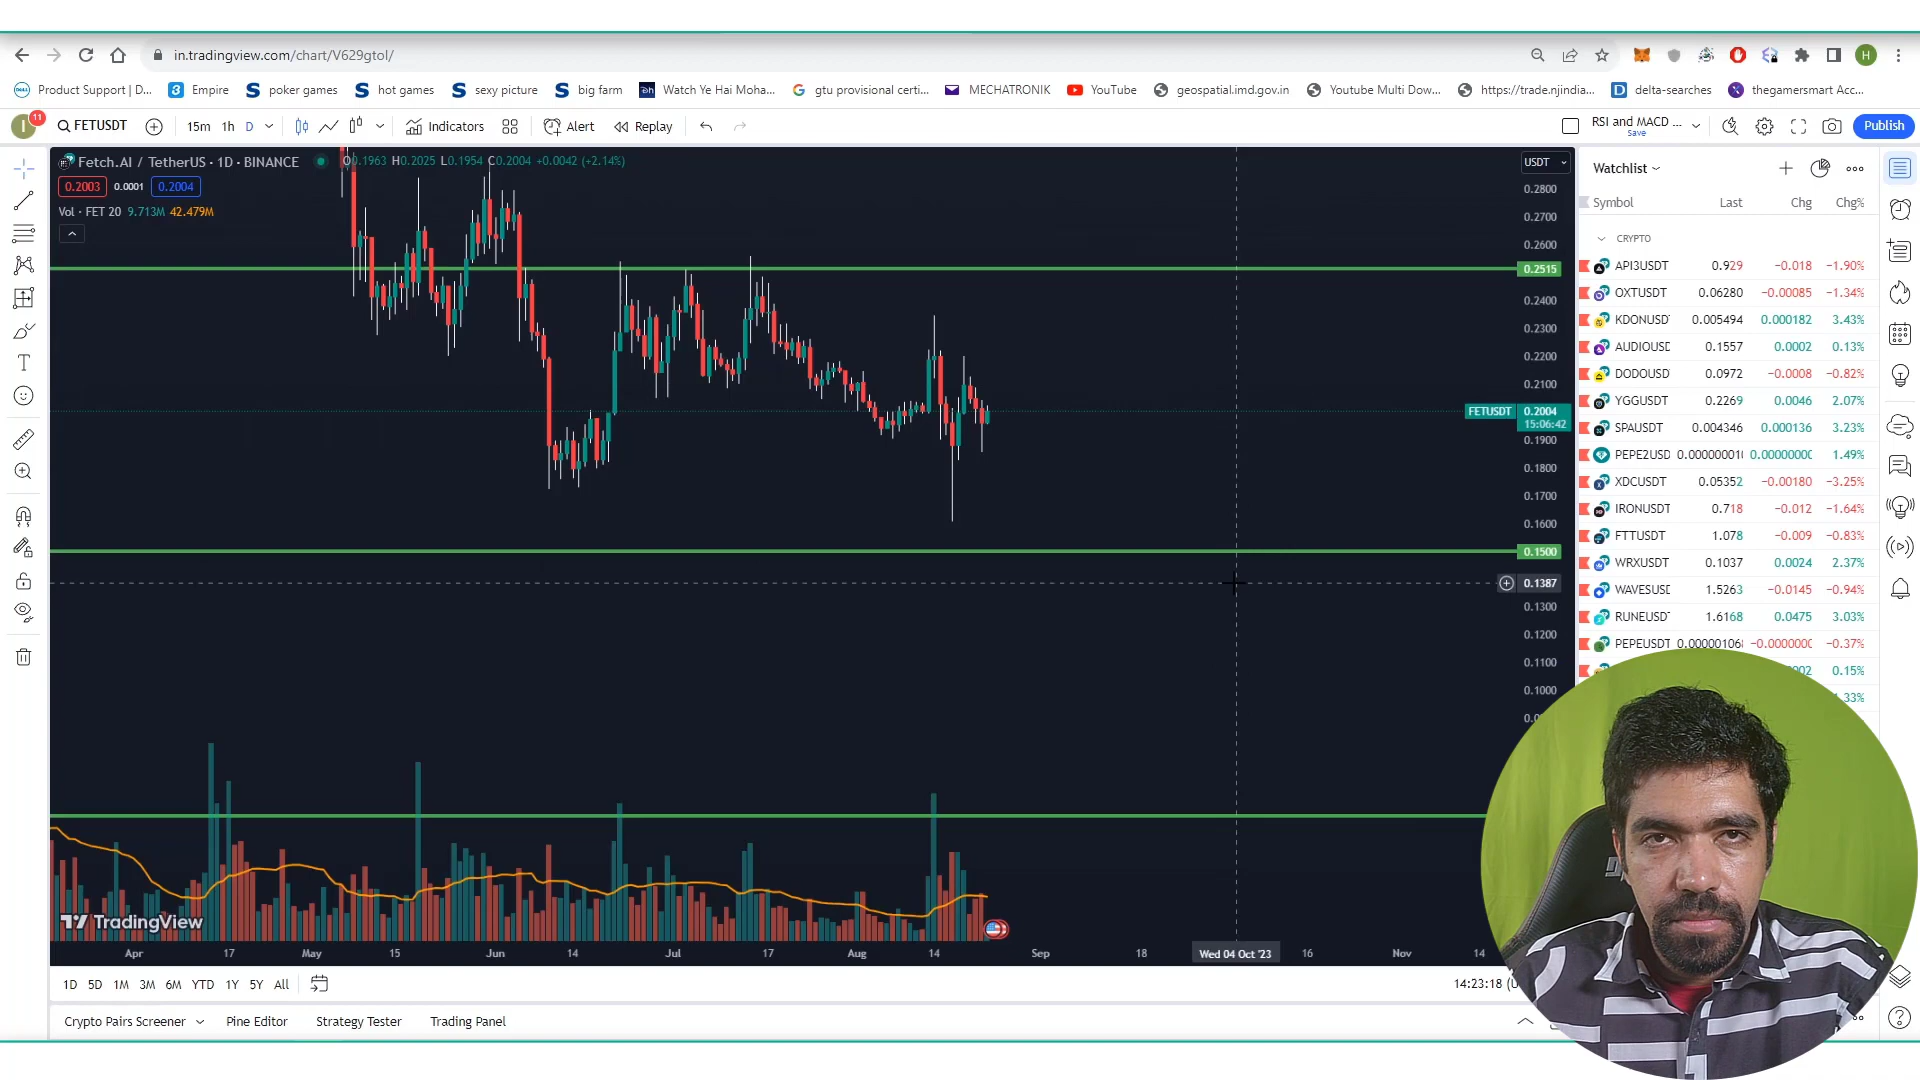 in.tradingview.com/chart/V629gtol/
H
Product Support | D... Empire poker games hot games sexy picture big farm Watch Ye Hai Moha... gtu provisional certi... MECHATRONIK YouTube geospatial.imd.gov.in Youtube Multi Dow... https://trade.njindia... delta-searches thegamersmart Acc...
11
I FETUSDT 15m 1h D Indicators Alert Replay RSI and MACD ... Save Publish
Fetch.AI / TetherUS · 1D · BINANCE O0.1963 H0.2025 L0.1954 C0.2004 +0.0042 (+2.14%)
0.2003 0.0001 0.2004
Vol · FET 20 9.713M 42.479M
USDT
0.2800
0.2700
0.2600
0.2515
0.2400
0.2300
0.2200
0.2100
FETUSDT 0.2004
15:06:42
0.1900
0.1800
0.1700
0.1600
0.1500
0.1387
0.1300
0.1200
0.1100
0.1000
TradingView
Apr 17 May 15 Jun 14 Jul 17 Aug 14 Sep 18 Wed 04 Oct '23 16 Nov 14
1D 5D 1M 3M 6M YTD 1Y 5Y All 14:23:18 (U
Crypto Pairs Screener Pine Editor Strategy Tester Trading Panel
Watchlist
Symbol Last Chg Chg%
CRYPTO
API3USDT 0.929 −0.018 −1.90%
OXTUSDT 0.06280 −0.00085 −1.34%
KDONUSD 0.005494 0.000182 3.43%
AUDIOUSD 0.1557 0.0002 0.13%
DODOUSD 0.0972 −0.0008 −0.82%
YGGUSDT 0.2269 0.0046 2.07%
SPAUSDT 0.004346 0.000136 3.23%
PEPE2USD 0.00000001 0.00000000 1.49%
XDCUSDT 0.05352 −0.00180 −3.25%
IRONUSDT 0.718 −0.012 −1.64%
FTTUSDT 1.078 −0.009 −0.83%
WRXUSDT 0.1037 0.0024 2.37%
WAVESUSD 1.5263 −0.0145 −0.94%
RUNEUSDT 1.6168 0.0475 3.03%
PEPEUSDT 0.00000106 −0.0000000 −0.37%
0.15%